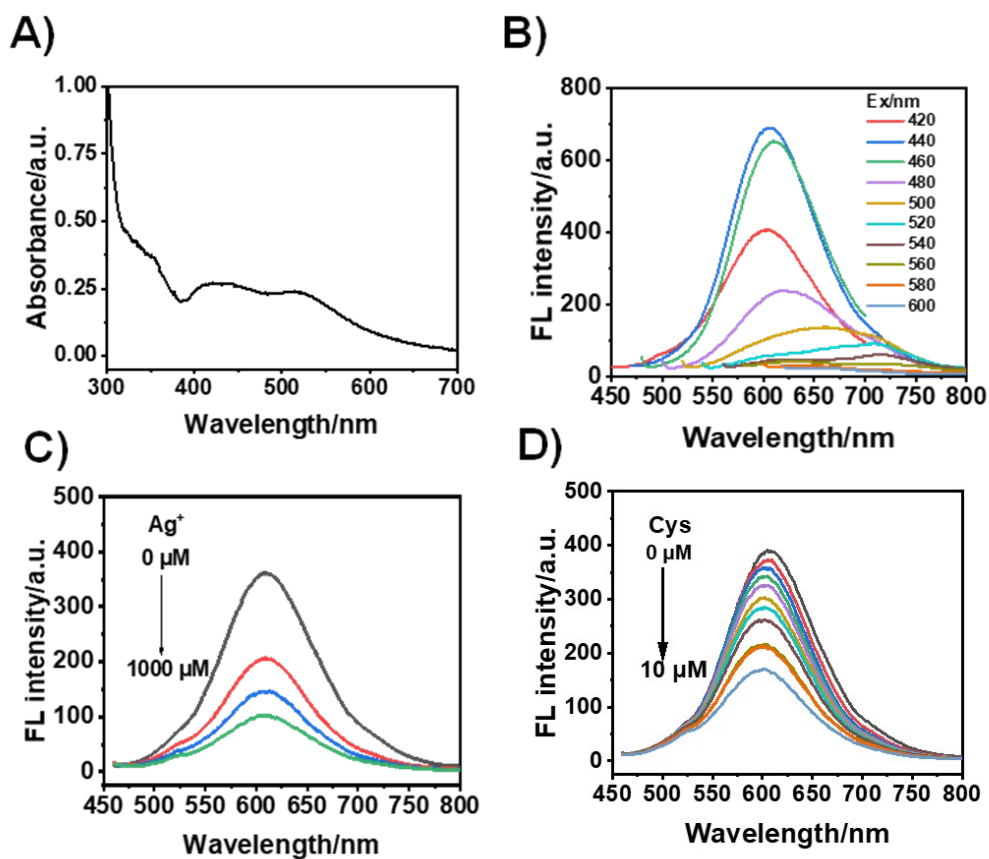 A)
1.00
0.75
0.50
0.25
0.00
Absorbance/a.u.
300 400 500 600 700
Wavelength/nm
B)
800
600
400
200
0
FL intensity/a.u.
Ex/nm
420
440
460
480
500
520
540
560
580
600
450 500 550 600 650 700 750 800
Wavelength/nm
C)
500
400
300
200
100
0
FL intensity/a.u.
Ag⁺
0 μM
1000 μM
450 500 550 600 650 700 750 800
Wavelength/nm
D)
500
400
300
200
100
0
FL intensity/a.u.
Cys
0 μM
10 μM
450 500 550 600 650 700 750 800
Wavelength/nm